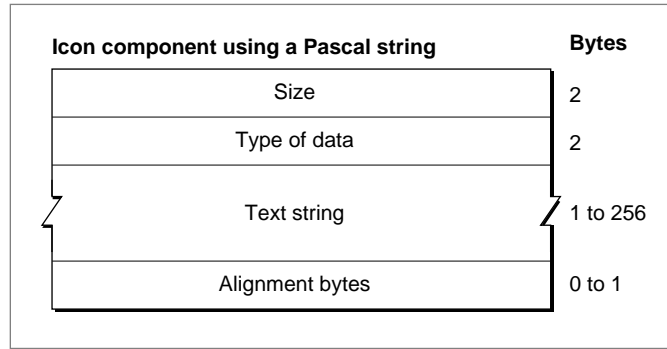 Icon component using a Pascal string Bytes
Size 2
Type of data 2
Text string 1 to 256
Alignment bytes 0 to 1